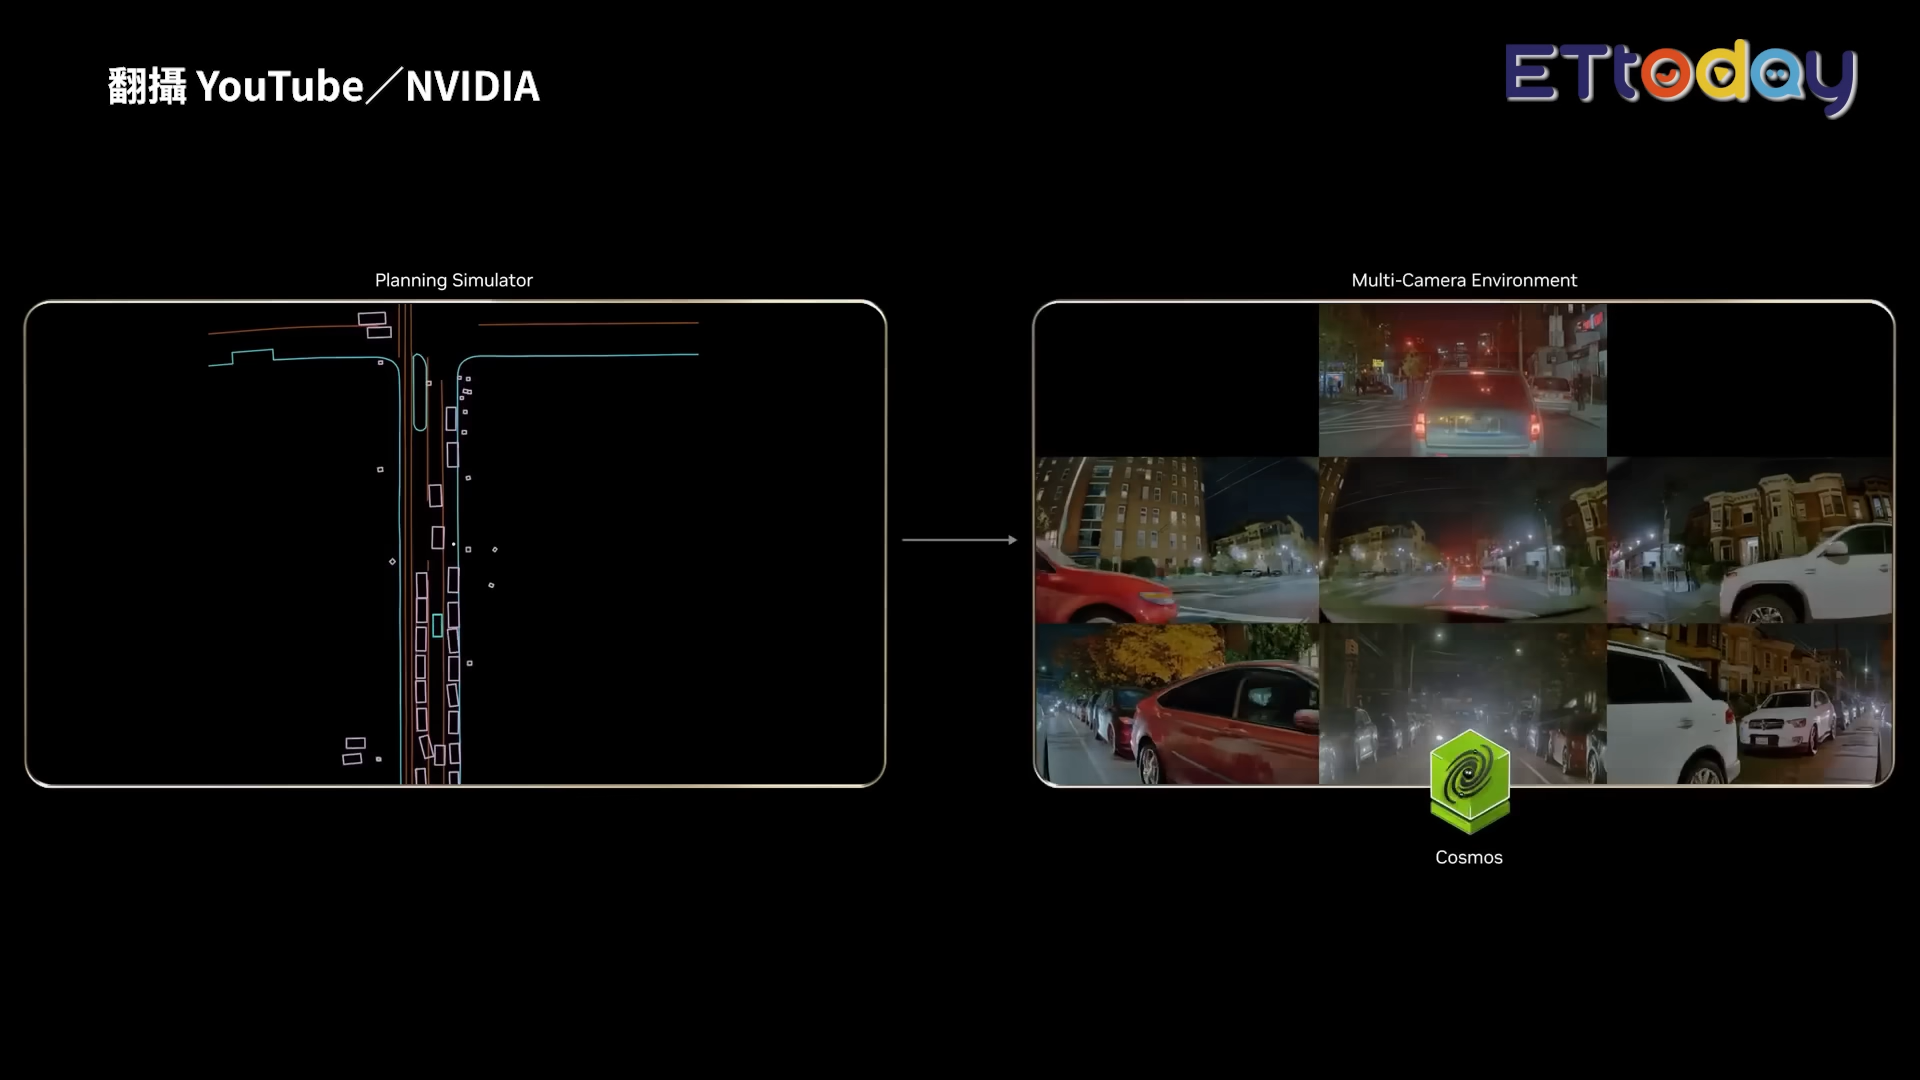 翻攝 YouTube／NVIDIA
ETtoday
Planning Simulator
Multi-Camera Environment
Cosmos